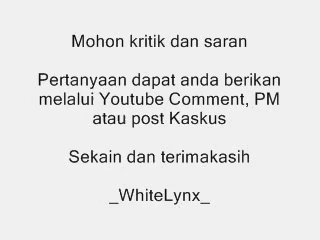 Mohon kritik dan saran
Pertanyaan dapat anda berikan
melalui Youtube Comment, PM
atau post Kaskus
Sekain dan terimakasih
_WhiteLynx_